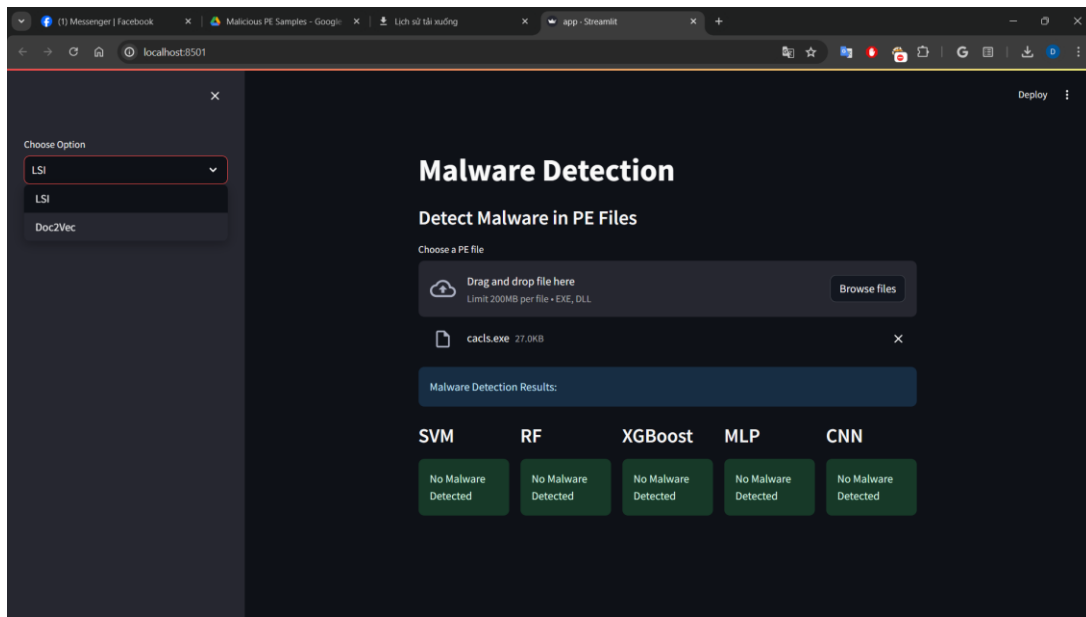 (1) Messenger | Facebook
Malicious PE Samples - Google
Lịch sử tải xuống
app · Streamlit
localhost:8501
G
D
Deploy
Choose Option
LSI
LSI
Doc2Vec
Malware Detection
Detect Malware in PE Files
Choose a PE file
Drag and drop file here
Limit 200MB per file • EXE, DLL
Browse files
cacls.exe 27.0KB
Malware Detection Results:
SVM RF XGBoost MLP CNN
No Malware No Malware No Malware No Malware No Malware
Detected Detected Detected Detected Detected